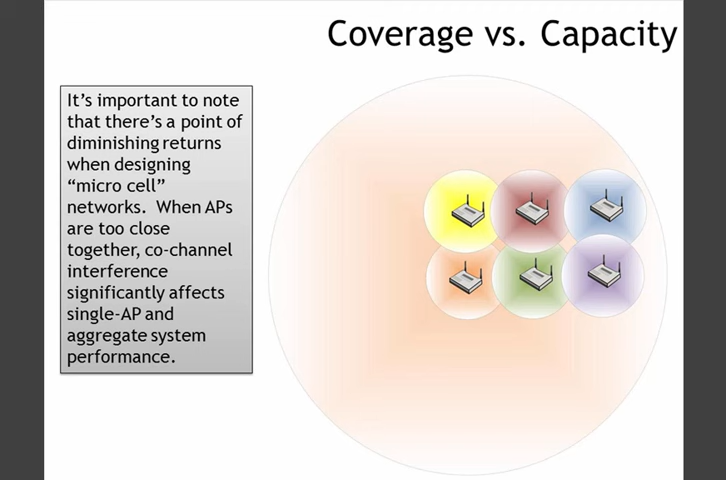 Coverage vs. Capacity
It's important to note
that there's a point of
diminishing returns
when designing
“micro cell”
networks.  When APs
are too close
together, co-channel
interference
significantly affects
single-AP and
aggregate system
performance.